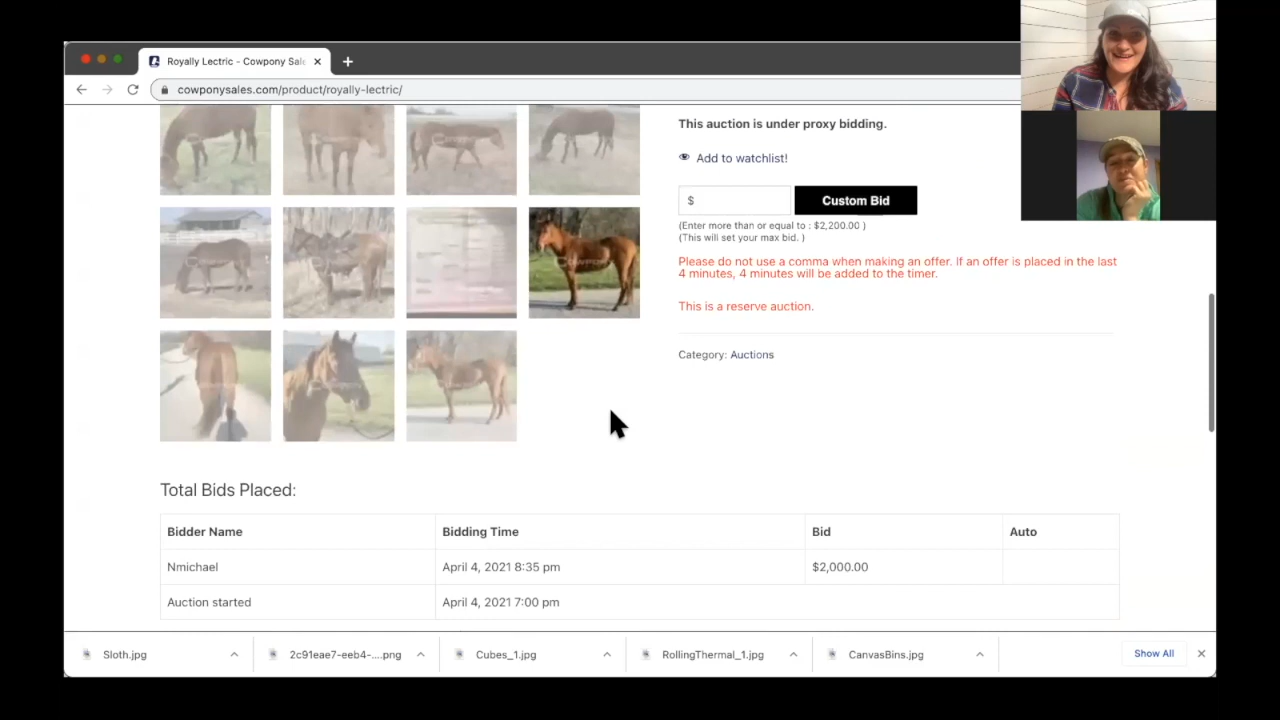 Royally Lectric - Cowpony Sale
cowponysales.com/product/royally-lectric/
This auction is under proxy bidding.
Add to watchlist!
$
Custom Bid
(Enter more than or equal to : $2,200.00 )
(This will set your max bid. )
Please do not use a comma when making an offer. If an offer is placed in the last
4 minutes, 4 minutes will be added to the timer.
This is a reserve auction.
Category: Auctions
Total Bids Placed:
Bidder Name Bidding Time Bid Auto
Nmichael April 4, 2021 8:35 pm $2,000.00
Auction started April 4, 2021 7:00 pm
Sloth.jpg 2c91eae7-eeb4-....png Cubes_1.jpg RollingThermal_1.jpg CanvasBins.jpg Show All